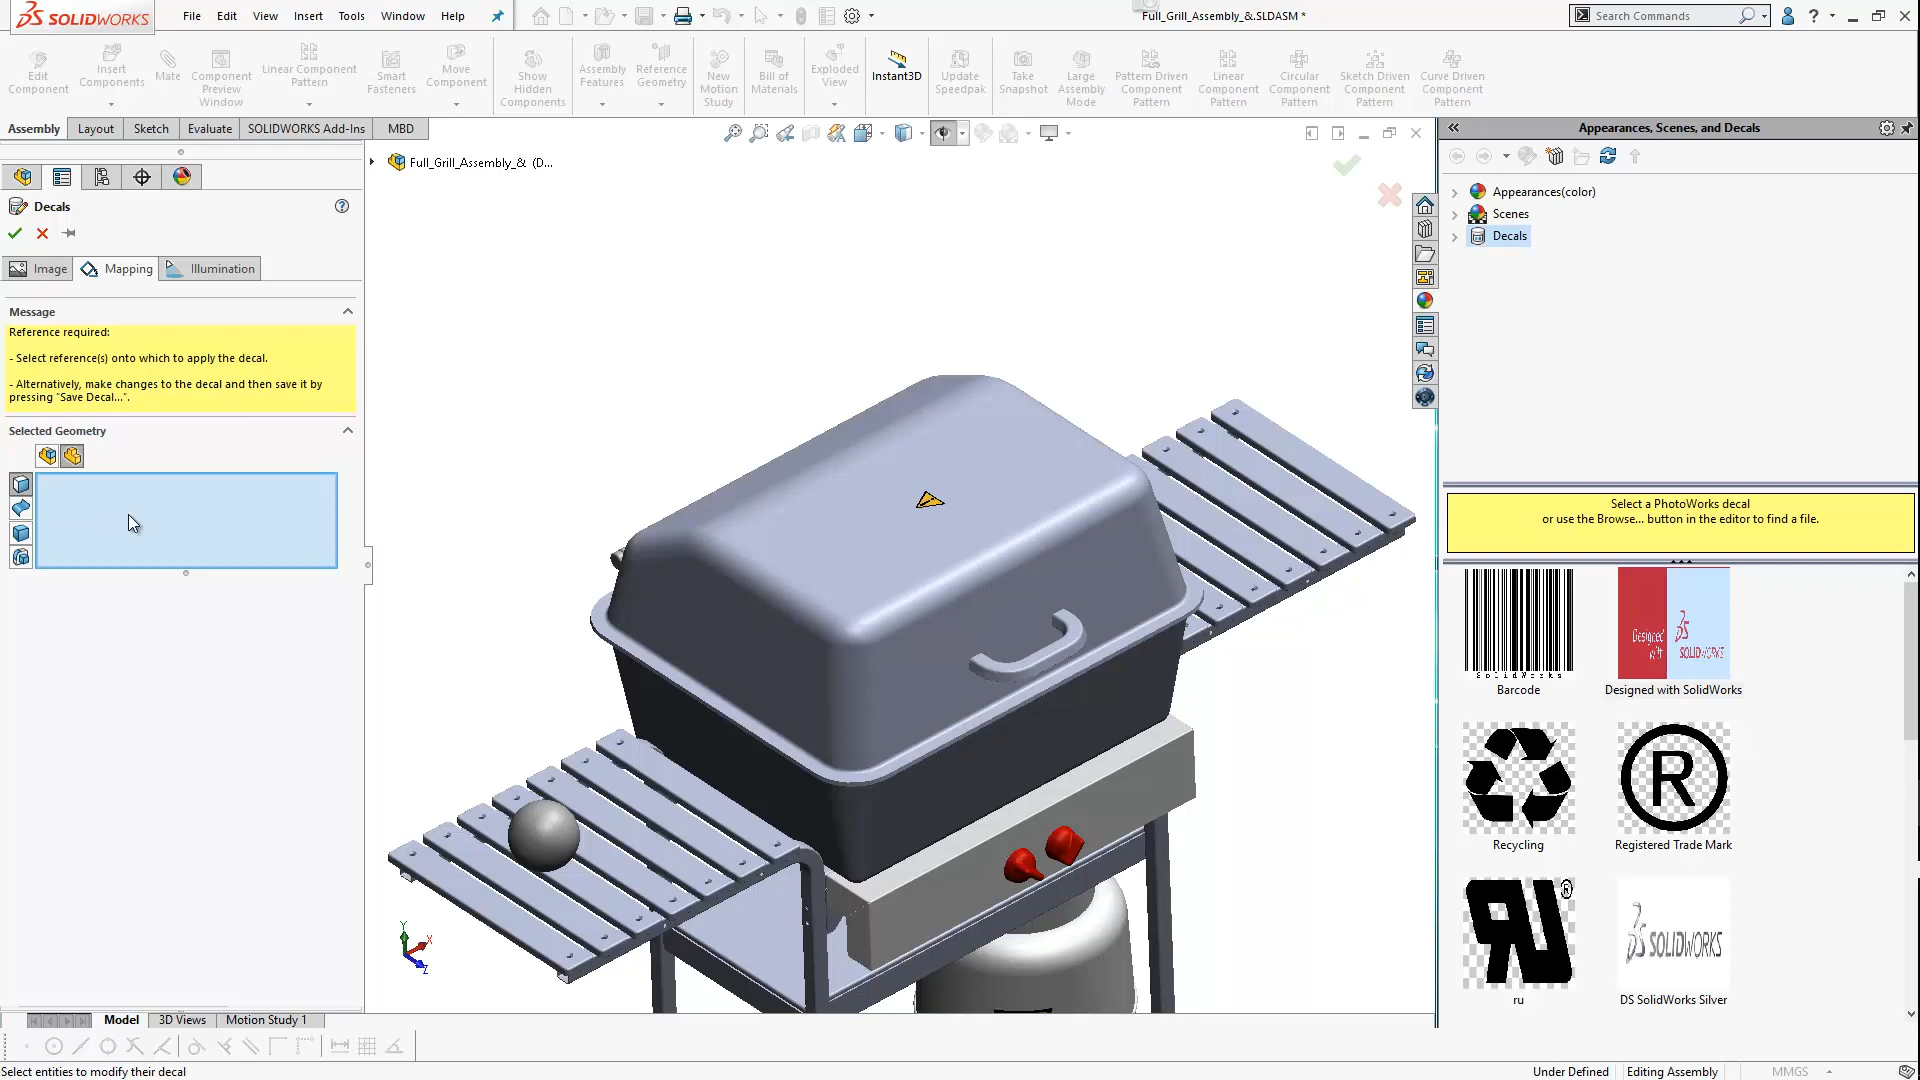 SOLIDWORKS
File Edit View Insert Tools Window Help
Full_Grill_Assembly_&.SLDASM *
Search Commands
Edit Component
Insert Components
Mate
Component Preview Window
Linear Component Pattern
Smart Fasteners
Move Component
Show Hidden Components
Assembly Features
Reference Geometry
New Motion Study
Bill of Materials
Exploded View
Instant3D
Update Speedpak
Take Snapshot
Large Assembly Mode
Pattern Driven Component Pattern
Linear Component Pattern
Circular Component Pattern
Sketch Driven Component Pattern
Curve Driven Component Pattern
Assembly Layout Sketch Evaluate SOLIDWORKS Add-Ins MBD
Full_Grill_Assembly_& (D...
Decals
Image Mapping Illumination
Message
Reference required:
- Select reference(s) onto which to apply the decal.
- Alternatively, make changes to the decal and then save it by
pressing "Save Decal...".
Selected Geometry
Y
X
Z
Appearances, Scenes, and Decals
Appearances(color)
Scenes
Decals
Select a PhotoWorks decal
or use the Browse... button in the editor to find a file.
SolidWorks
Barcode
Designed
with
SOLIDWORKS
Designed with SolidWorks
Recycling
R
Registered Trade Mark
®
ru
SOLIDWORKS
DS SolidWorks Silver
Model 3D Views Motion Study 1
Select entities to modify their decal
Under Defined
Editing Assembly
MMGS